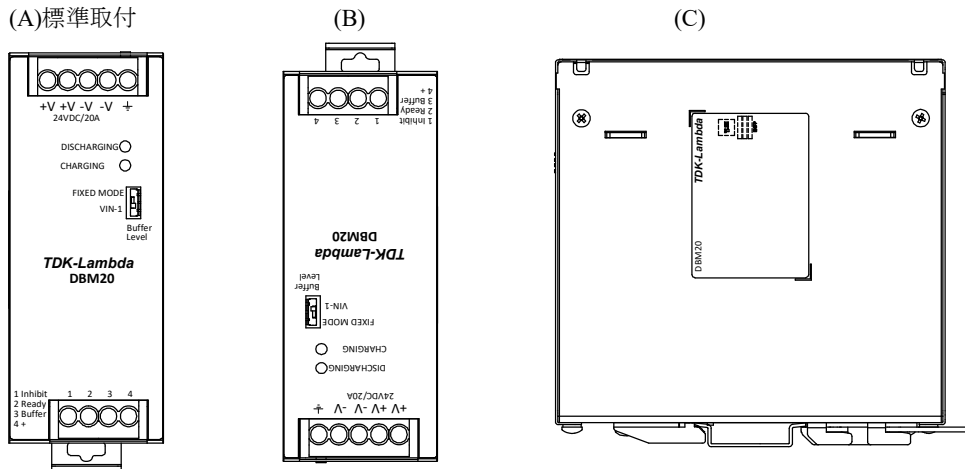 (A)標準取付
(B)
(C)
+V +V -V -V ⏚
24VDC/20A
DISCHARGING
CHARGING
FIXED MODE
VIN-1
Buffer
Level
TDK-Lambda
DBM20
1 Inhibit 1 2 3 4
2 Ready
3 Buffer
4 +
1 Inhibit 1 2 3 4
2 Ready
3 Buffer
4 +
TDK-Lambda
DBM20
Buffer
Level
VIN-1
FIXED MODE
CHARGING
DISCHARGING
24VDC/20A
+V +V -V -V ⏚
TDK-Lambda
DBM20